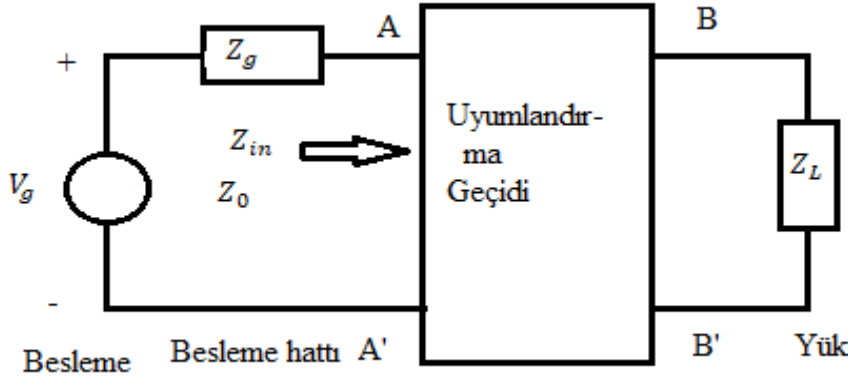 A
B
+
Z_g
Z_in
Z_0
V_g
Uyumlandır-
ma
Geçidi
Z_L
-
Besleme
Besleme hattı
A'
B'
Yük